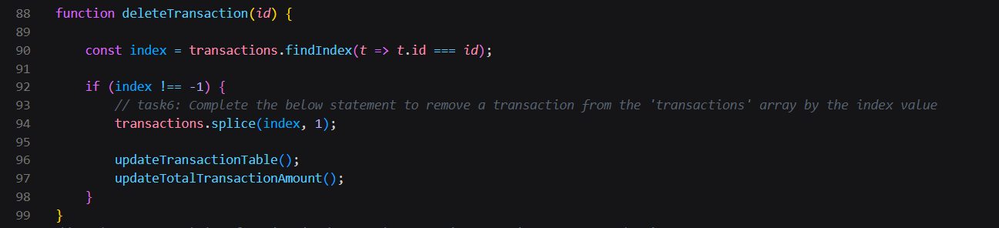 88 function deleteTransaction(id) {
89
90 const index = transactions.findIndex(t => t.id === id);
91
92 if (index !== -1) {
93 // task6: Complete the below statement to remove a transaction from the 'transactions' array by the index value
94 transactions.splice(index, 1);
95
96 updateTransactionTable();
97 updateTotalTransactionAmount();
98 }
99 }